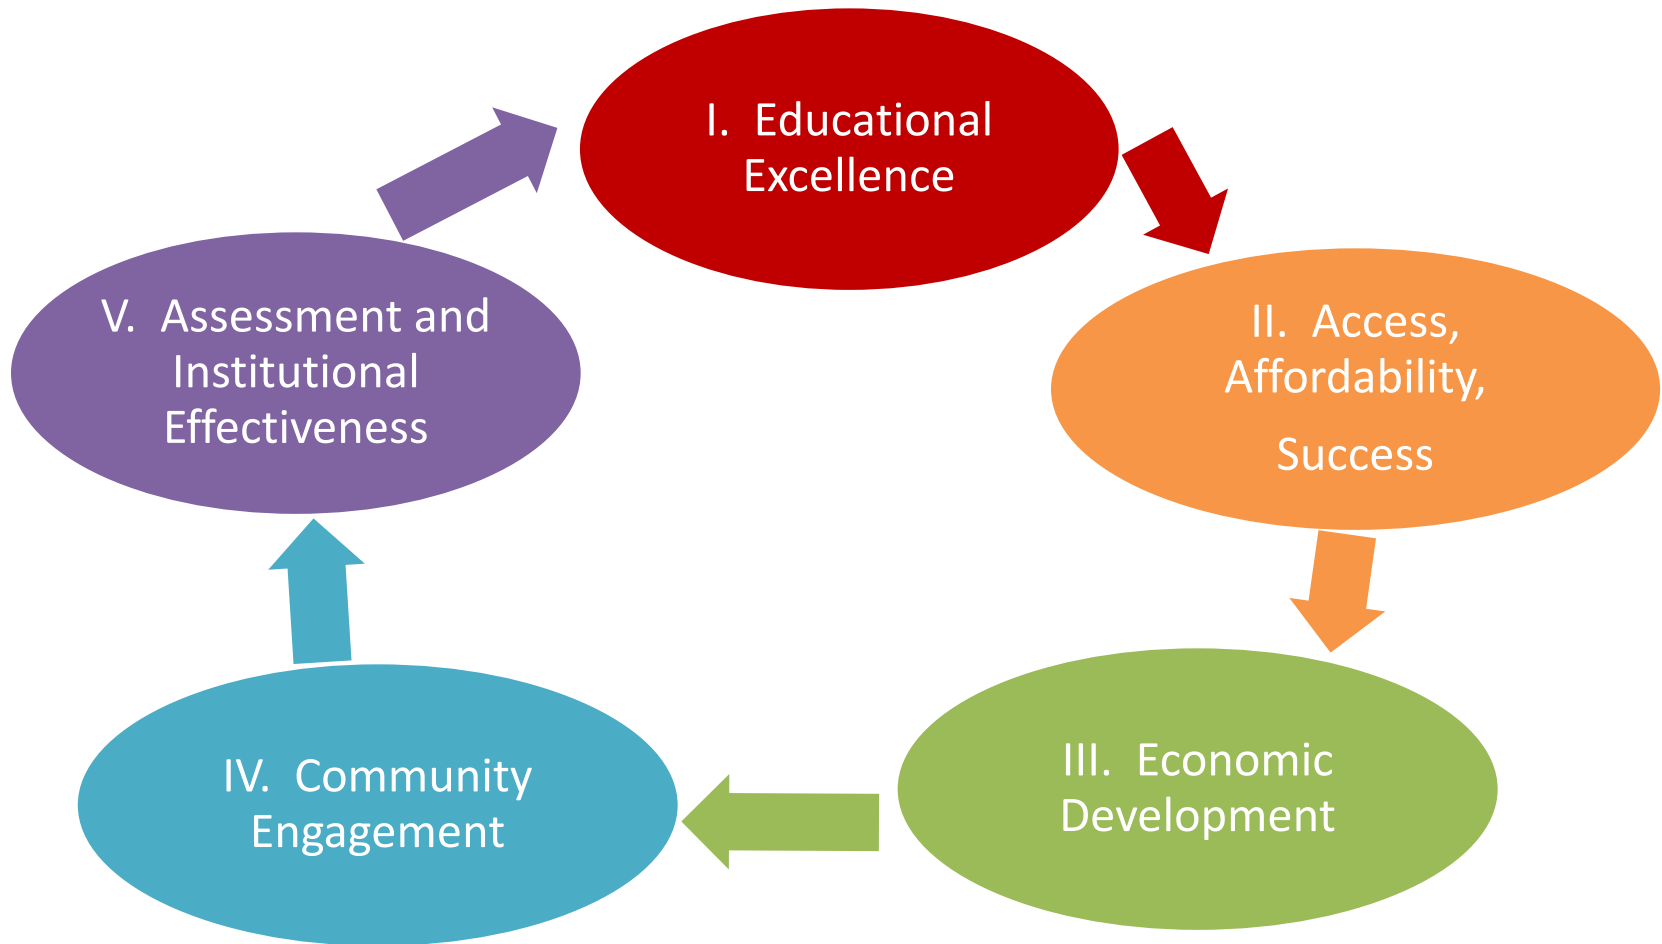 I. Educational
Excellence
II. Access,
Affordability,
Success
III. Economic
Development
IV. Community
Engagement
V. Assessment and
Institutional
Effectiveness